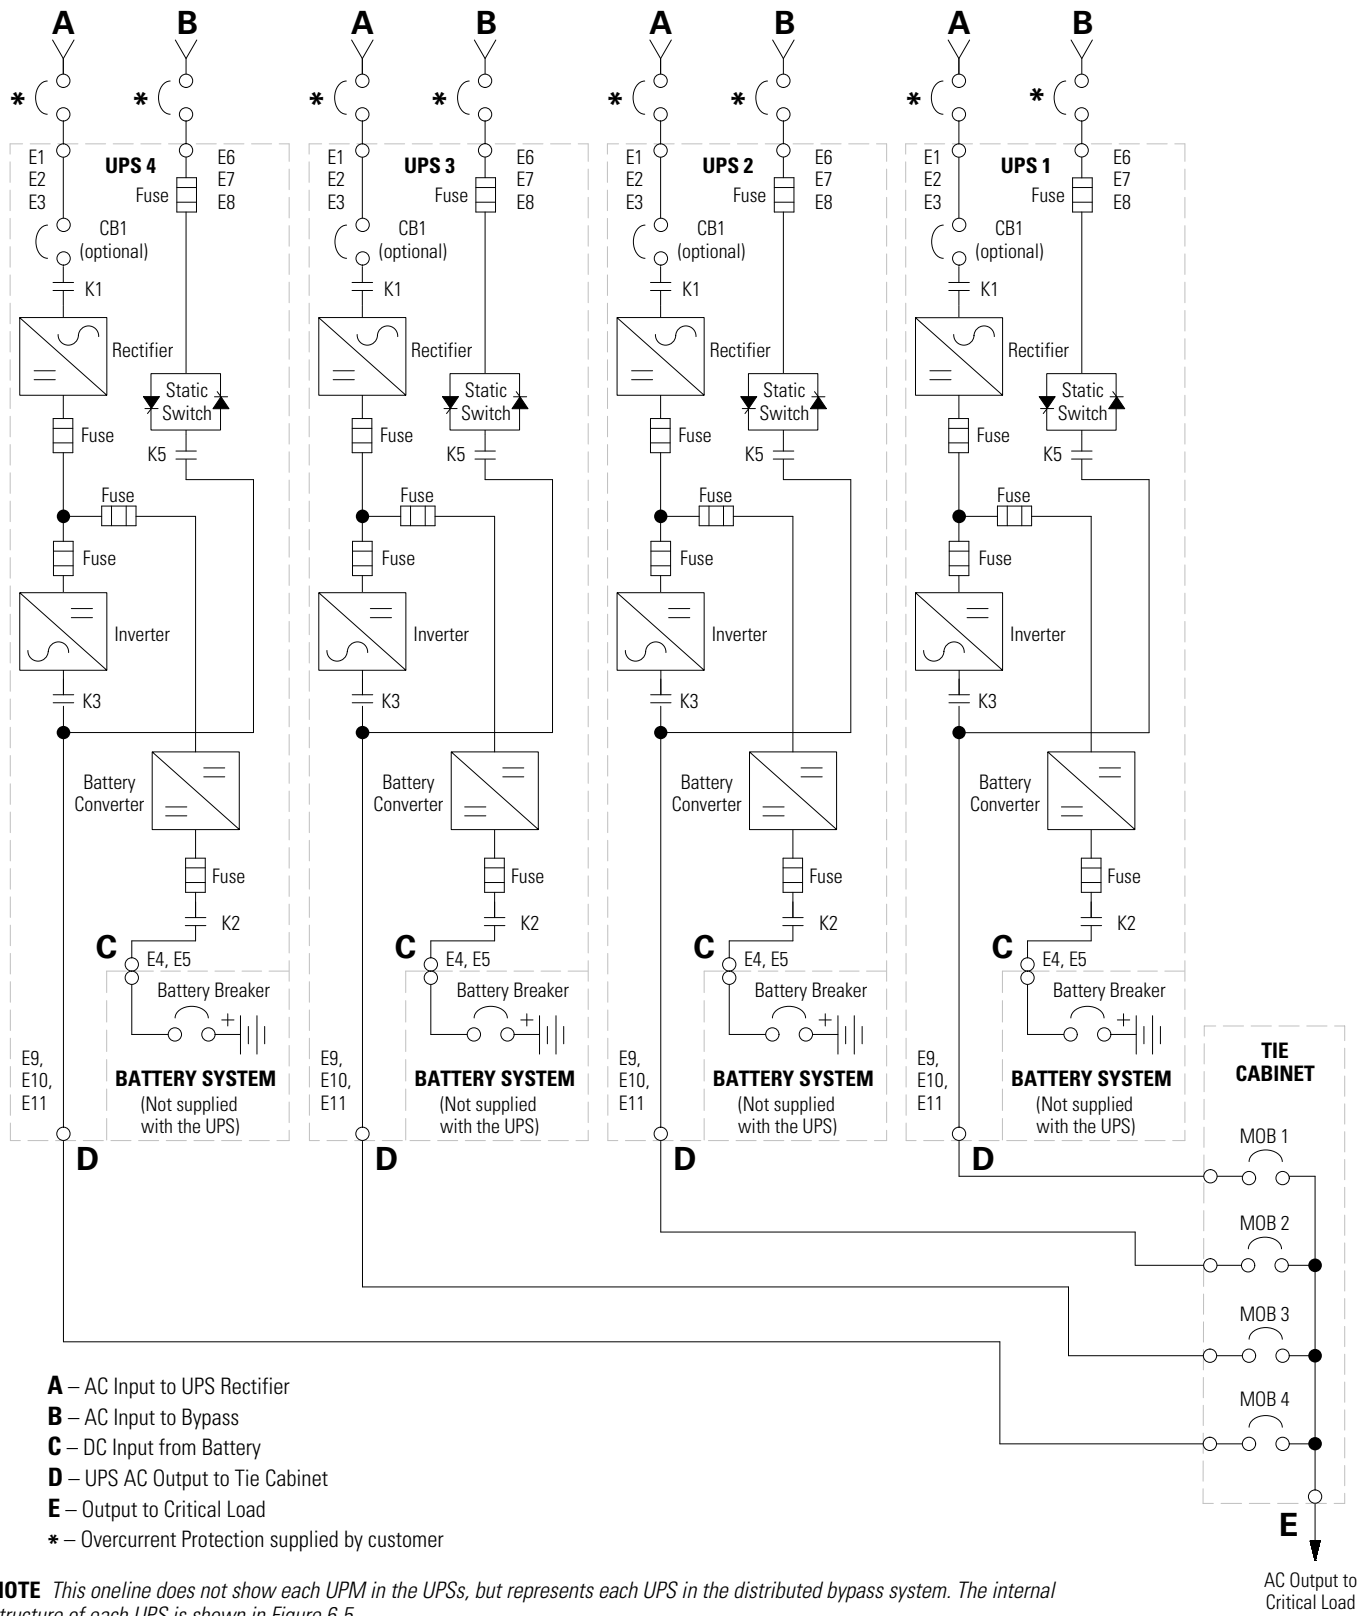 A B A B A B A B
* * * * * * * *
E1 UPS 4 E6 E1 UPS 3 E6 E1 UPS 2 E6 E1 UPS 1 E6
E2 E7 E2 E7 E2 E7 E2 E7
E3 Fuse E8 E3 Fuse E8 E3 Fuse E8 E3 Fuse E8
CB1 CB1 CB1 CB1
(optional) (optional) (optional) (optional)
K1 K1 K1 K1
Rectifier Rectifier Rectifier Rectifier
Static Static Static Static
Switch Switch Switch Switch
Fuse Fuse Fuse Fuse
K5 K5 K5 K5
Fuse Fuse Fuse Fuse
Fuse Fuse Fuse Fuse
Inverter Inverter Inverter Inverter
K3 K3 K3 K3
Battery Battery Battery Battery
Converter Converter Converter Converter
Fuse Fuse Fuse Fuse
K2 K2 K2 K2
C C C C
E4, E5 E4, E5 E4, E5 E4, E5
Battery Breaker Battery Breaker Battery Breaker Battery Breaker
+ + + +
E9, E9, E9, E9,
E10, BATTERY SYSTEM E10, BATTERY SYSTEM E10, BATTERY SYSTEM E10, BATTERY SYSTEM
E11 (Not supplied E11 (Not supplied E11 (Not supplied E11 (Not supplied
with the UPS) with the UPS) with the UPS) with the UPS)
D D D D
TIE
CABINET
MOB 1
MOB 2
MOB 3
MOB 4
A – AC Input to UPS Rectifier
B – AC Input to Bypass
C – DC Input from Battery
D – UPS AC Output to Tie Cabinet
E – Output to Critical Load
* – Overcurrent Protection supplied by customer
E
AC Output to
Critical Load
NOTE This oneline does not show each UPM in the UPSs, but represents each UPS in the distributed bypass system. The internal
structure of each UPS is shown in Figure 6-5.